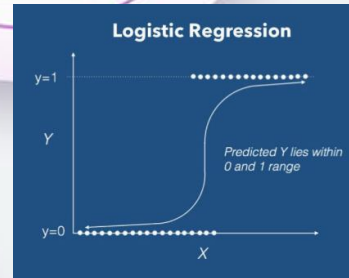 Logistic Regression
y=1
Y
Predicted Y lies within
0 and 1 range
y=0
X